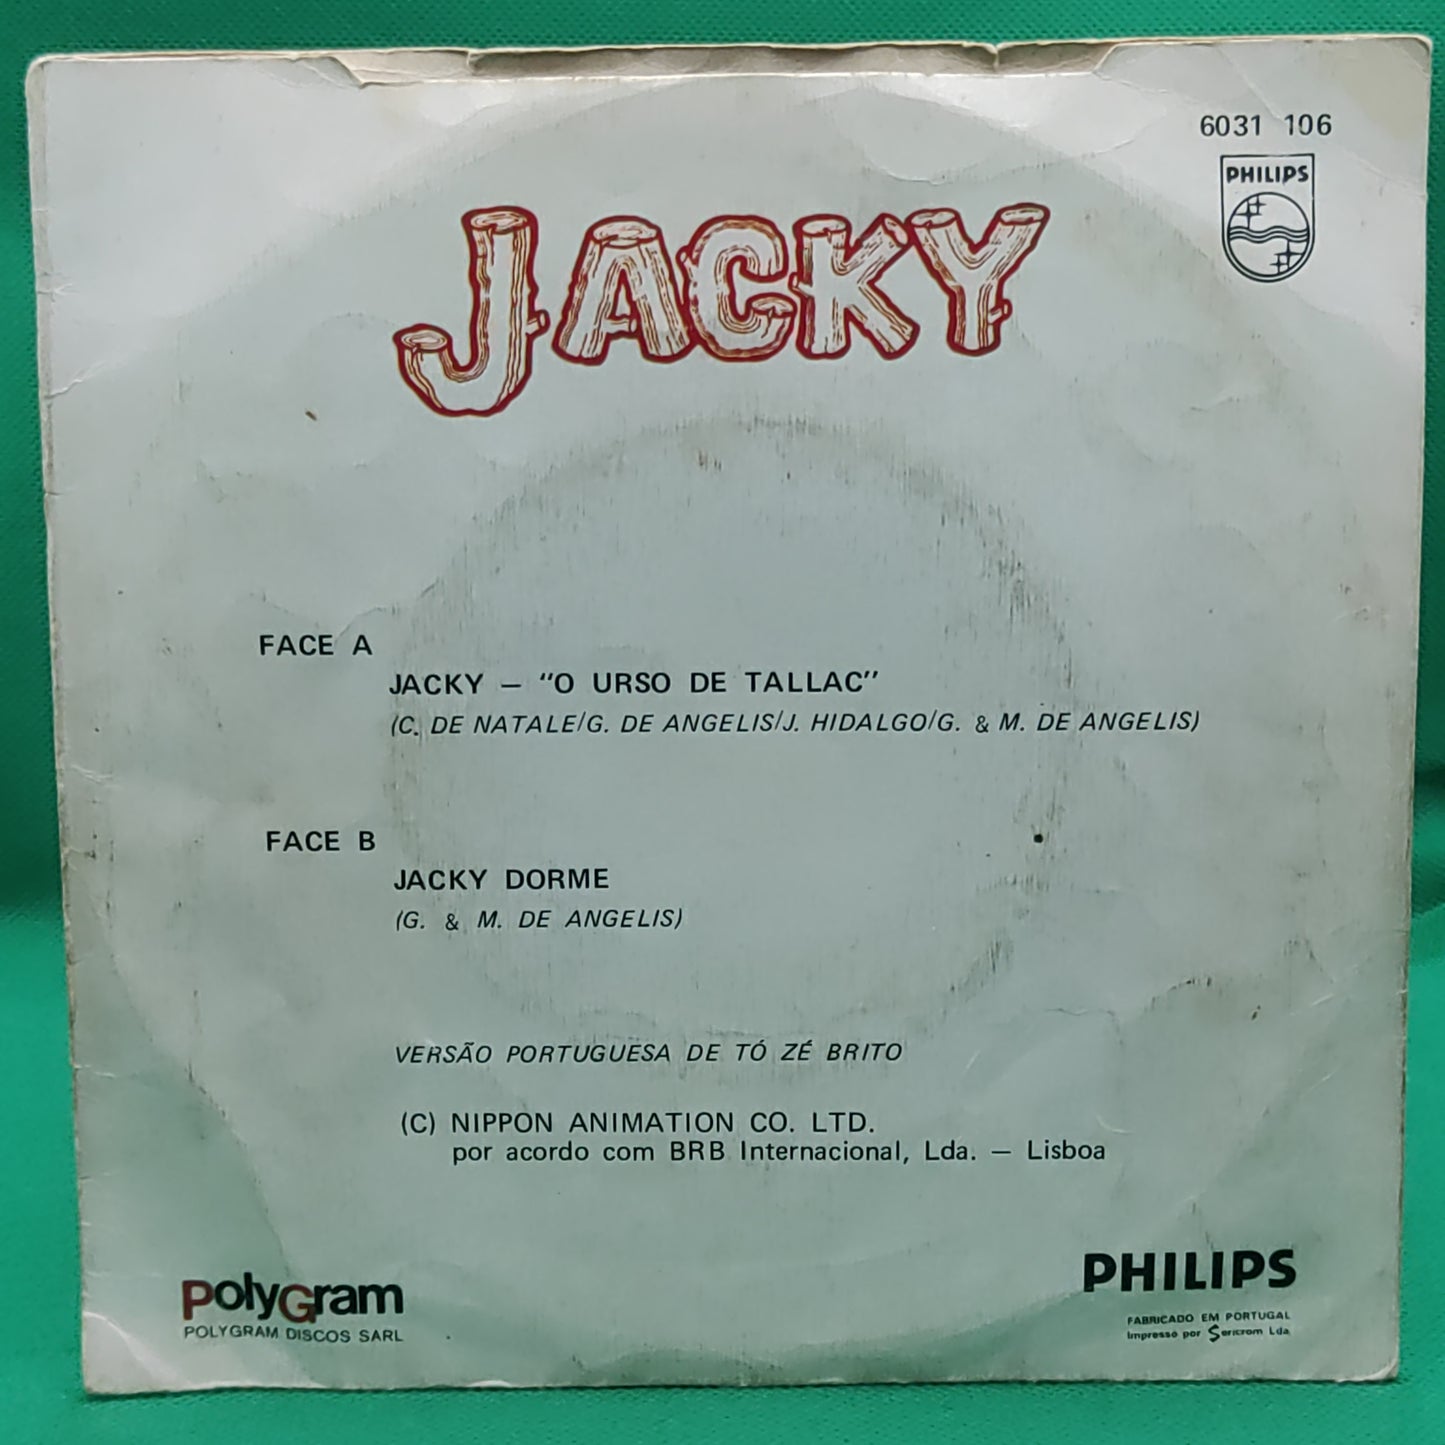 6031 106
PHILIPS
JACKY
FACE A
JACKY — "O URSO DE TALLAC"
(C. DE NATALE/G. DE ANGELIS/J. HIDALGO/G. & M. DE ANGELIS)
FACE B
JACKY DORME
(G. & M. DE ANGELIS)
VERSÃO PORTUGUESA DE TÓ ZÉ BRITO
(C) NIPPON ANIMATION CO. LTD.
por acordo com BRB Internacional, Lda. — Lisboa
PolyGram
POLYGRAM DISCOS SARL
PHILIPS
FABRICADO EM PORTUGAL
Impresso por Sericrom Lda